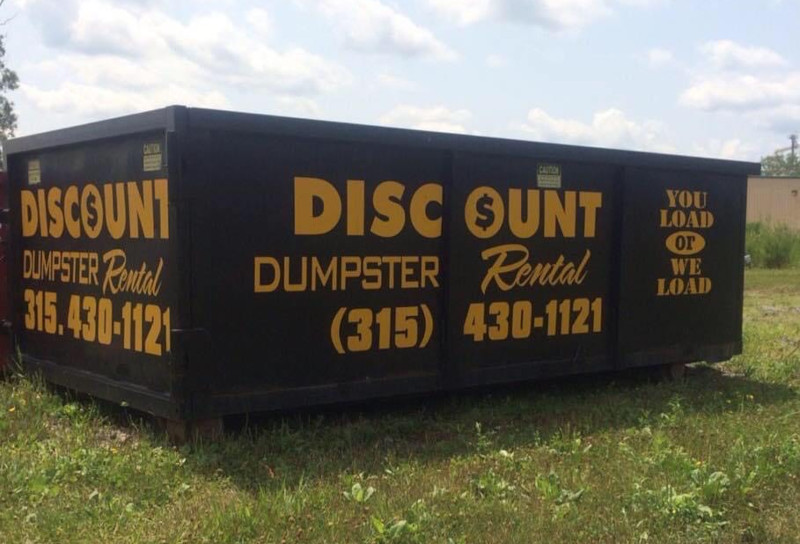 DISCOUNT
DUMPSTER Rental
315.430-1121
CAUTION
DISCOUNT
DUMPSTER Rental
(315) 430-1121
CAUTION
YOU
LOAD
or
WE
LOAD